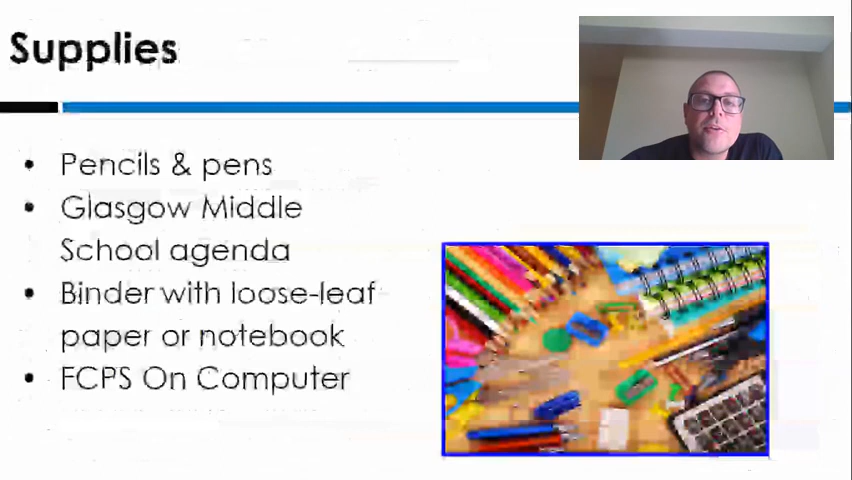 Supplies
• Pencils & pens
• Glasgow Middle
School agenda
• Binder with loose-leaf
paper or notebook
• FCPS On Computer